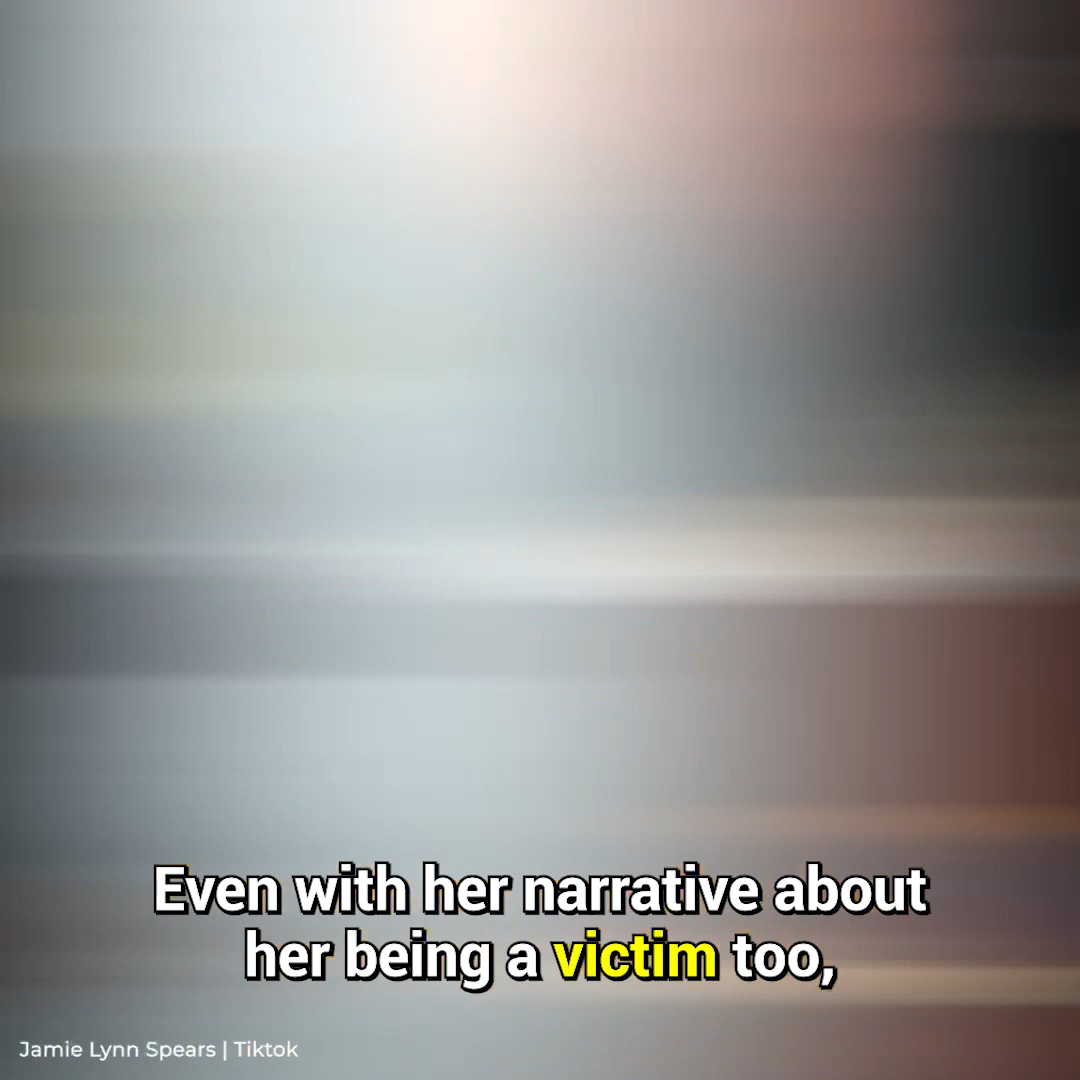 Even with her narrative about
her being a victim too,
Jamie Lynn Spears | Tiktok